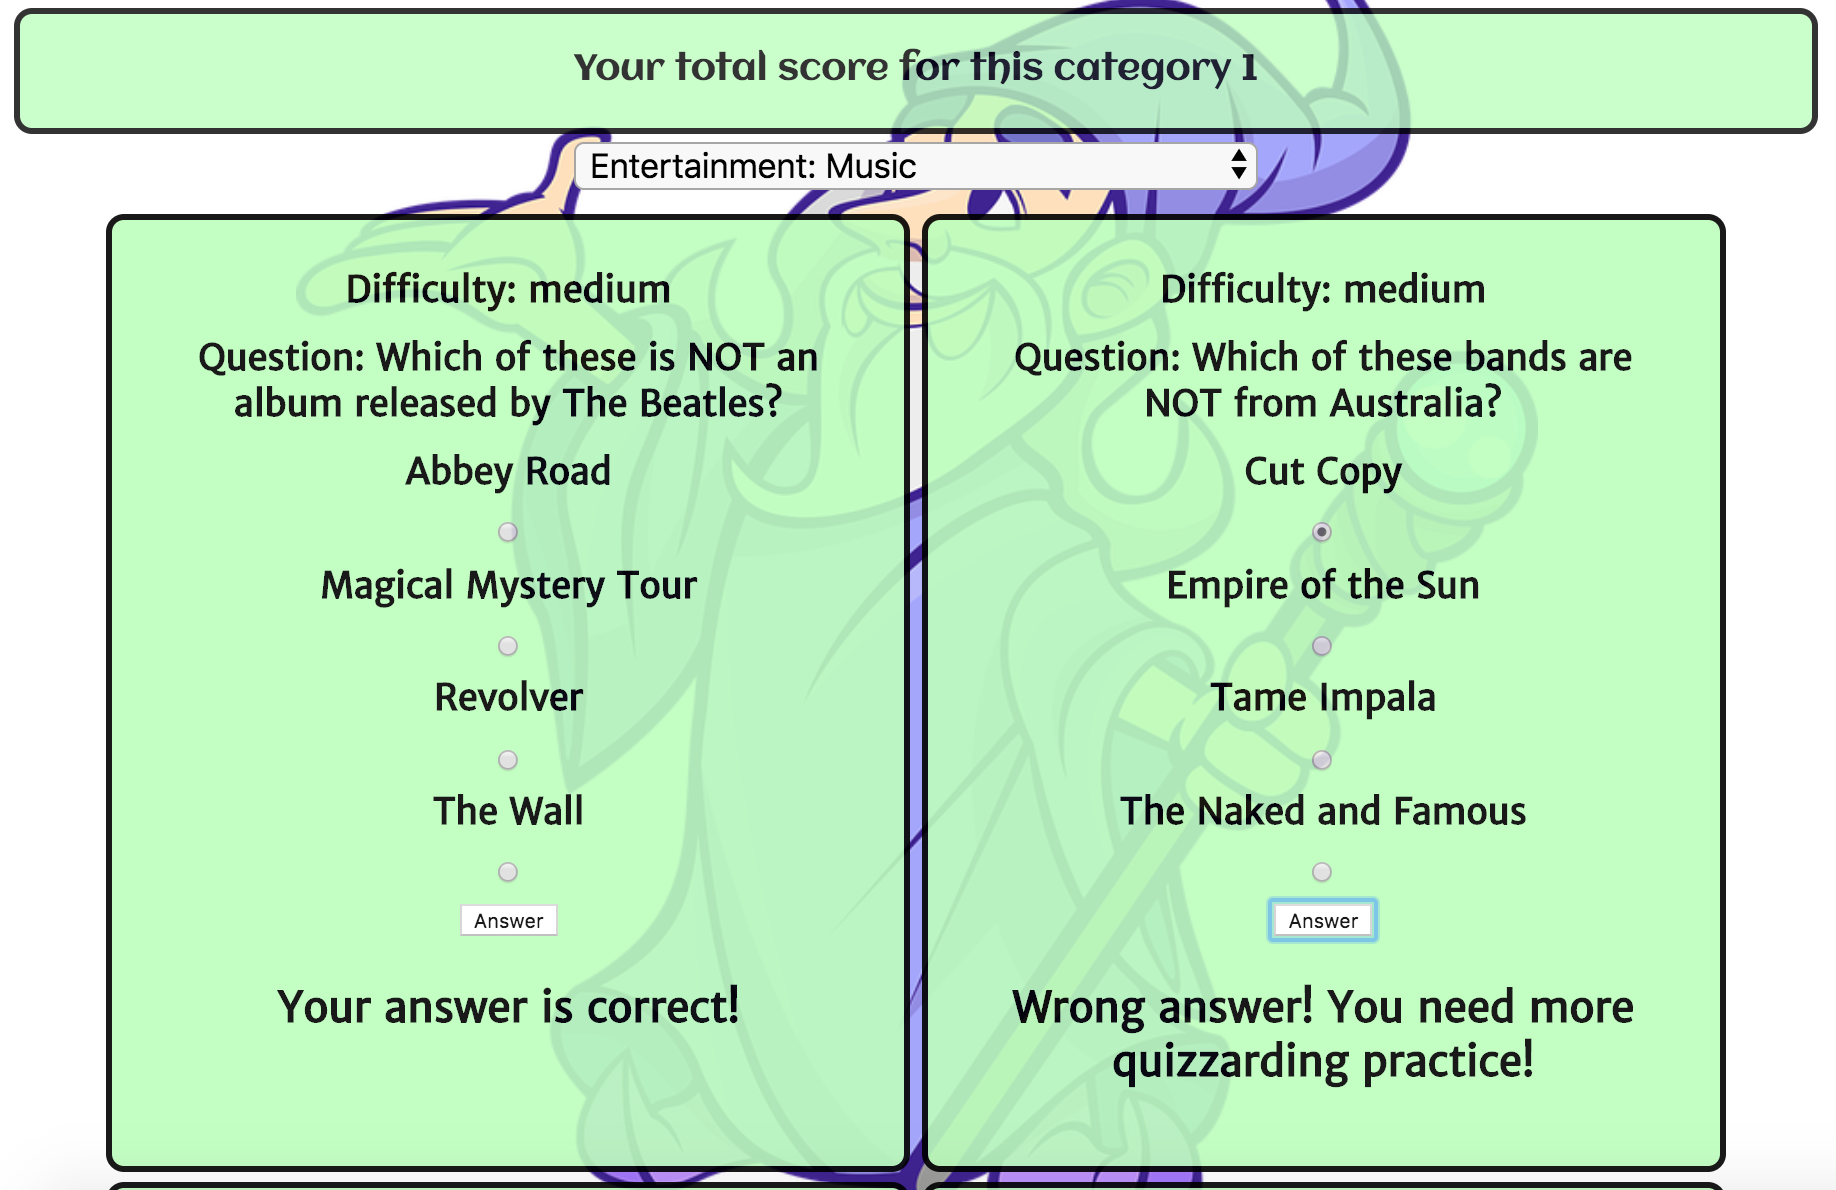 Your total score for this category 1
Entertainment: Music
Difficulty: medium
Question: Which of these is NOT an
album released by The Beatles?
Abbey Road
Magical Mystery Tour
Revolver
The Wall
Answer
Your answer is correct!
Difficulty: medium
Question: Which of these bands are
NOT from Australia?
Cut Copy
Empire of the Sun
Tame Impala
The Naked and Famous
Answer
Wrong answer! You need more
quizzarding practice!